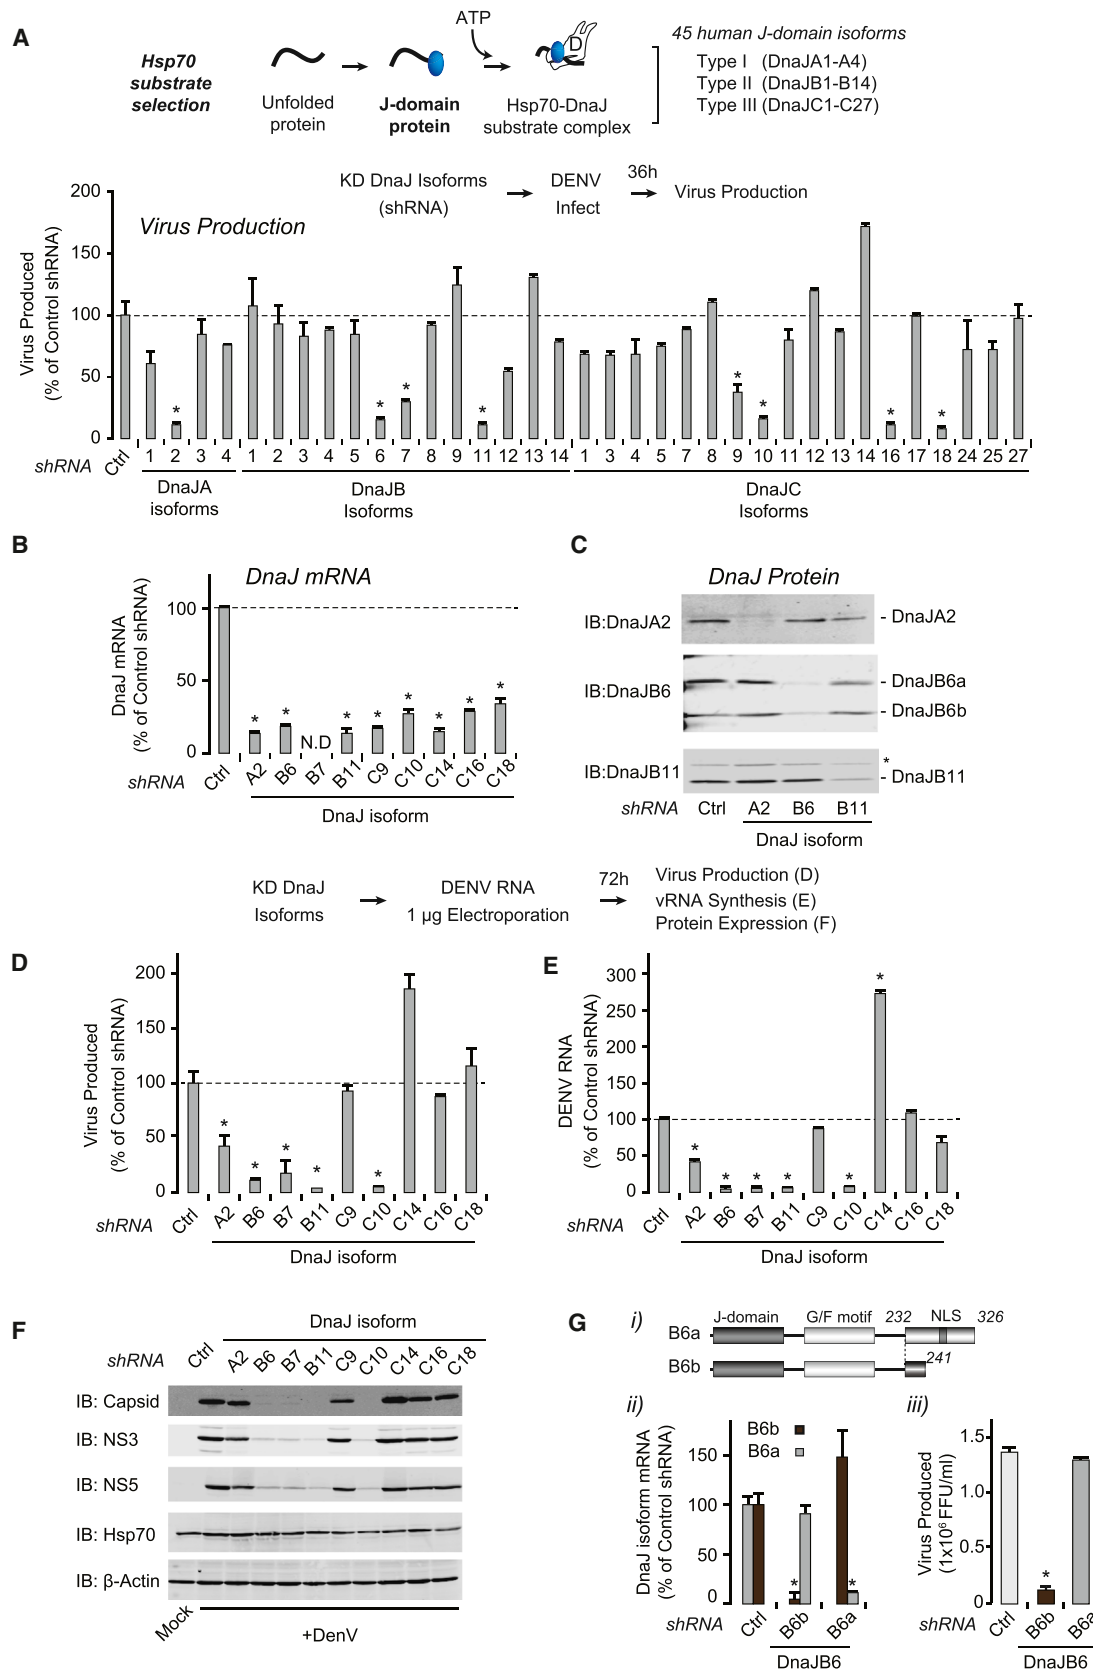 A
Hsp70
substrate
selection
Unfolded
protein
J-domain
protein
ATP
D
Hsp70-DnaJ
substrate complex
45 human J-domain isoforms
Type I (DnaJA1-A4)
Type II (DnaJB1-B14)
Type III (DnaJC1-C27)
KD DnaJ Isoforms
(shRNA)
DENV
Infect
36h
Virus Production
Virus Production
Virus Produced
(% of Control shRNA)
200
150
100
50
0
* * * * * * * *
shRNA Ctrl 1 2 3 4 1 2 3 4 5 6 7 8 9 11 12 13 14 1 3 4 5 7 8 9 10 11 12 13 14 16 17 18 24 25 27
DnaJA
isoforms
DnaJB
Isoforms
DnaJC
Isoforms
B
DnaJ mRNA
DnaJ mRNA
(% of Control shRNA)
100
50
0
* * N.D * * * * * *
shRNA Ctrl A2 B6 B7 B11 C9 C10 C14 C16 C18
DnaJ isoform
C
DnaJ Protein
IB:DnaJA2 - DnaJA2
IB:DnaJB6 - DnaJB6a
- DnaJB6b
*
IB:DnaJB11 - DnaJB11
shRNA Ctrl A2 B6 B11
DnaJ isoform
KD DnaJ
Isoforms
DENV RNA
1 µg Electroporation
72h
Virus Production (D)
vRNA Synthesis (E)
Protein Expression (F)
D
Virus Produced
(% of Control shRNA)
200
150
100
50
0
* * * * *
shRNA Ctrl A2 B6 B7 B11 C9 C10 C14 C16 C18
DnaJ isoform
E
DENV RNA
(% of Control shRNA)
300
250
200
150
100
50
0
* * * * * *
shRNA Ctrl A2 B6 B7 B11 C9 C10 C14 C16 C18
DnaJ isoform
F
DnaJ isoform
shRNA Ctrl A2 B6 B7 B11 C9 C10 C14 C16 C18
IB: Capsid
IB: NS3
IB: NS5
IB: Hsp70
IB: β-Actin
Mock
+DenV
G
i)
J-domain G/F motif 232 NLS 326
B6a
B6b 241
ii)
DnaJ isoform mRNA
(% of Control shRNA)
B6b
B6a
150
100
50
0
* *
shRNA Ctrl B6b B6a
DnaJB6
iii)
Virus Produced
(1x10⁶ FFU/ml)
1.5
1.0
0.5
0
*
shRNA Ctrl B6b B6a
DnaJB6